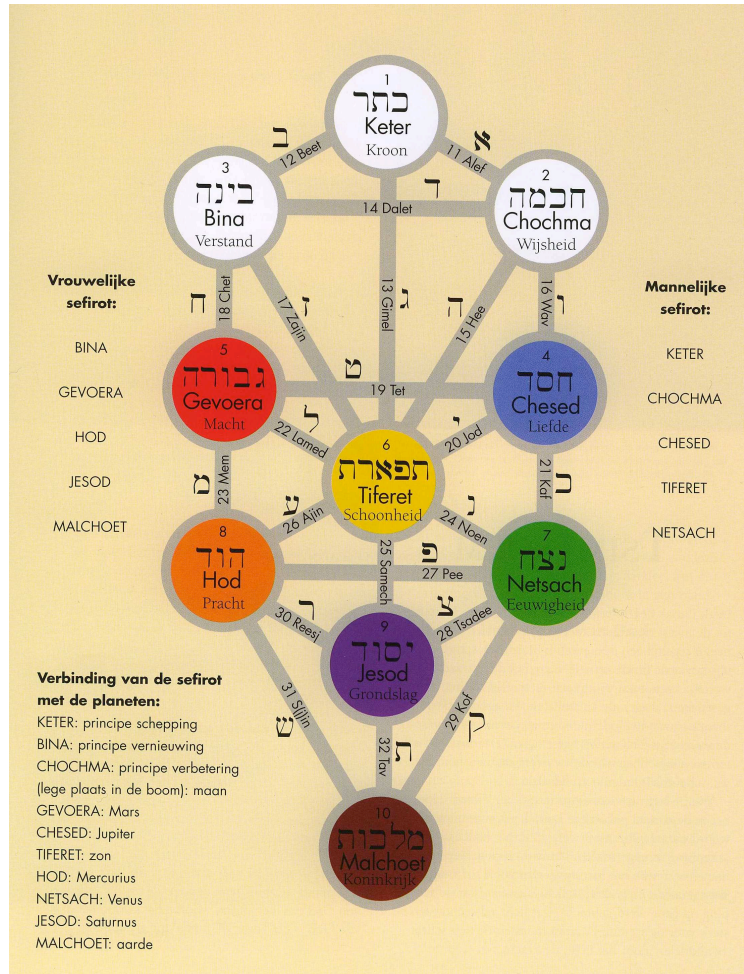 1
כתר
Keter
Kroon
ב
12 Beet
א
11 Alef
3
בינה
Bina
Verstand
ד
14 Dalet
2
חכמה
Chochma
Wijsheid
Vrouwelijke
sefirot:
BINA
GEVOERA
HOD
JESOD
MALCHOET
ח
18 Chet
17 Zajin
ז
13 Gimel
ג
ה
15 Hee
16 Wav
ו
Mannelijke
sefirot:
KETER
CHOCHMA
CHESED
TIFERET
NETSACH
5
גבורה
Gevoera
Macht
ט
19 Tet
4
חסד
Chesed
Liefde
ל
22 Lamed
י
20 Jod
מ
23 Mem
6
תפארת
Tiferet
Schoonheid
21 Kaf
כ
ע
26 Ajin
נ
24 Noen
8
הוד
Hod
Pracht
25 Samech
פ
27 Pee
7
נצח
Netsach
Eeuwigheid
ר
30 Reesj
צ
28 Tsadee
9
יסוד
Jesod
Grondslag
31 Sjijin
ש
32 Tav
ת
29 Kof
ק
10
מלכות
Malchoet
Koninkrijk
Verbinding van de sefirot
met de planeten:
KETER: principe schepping
BINA: principe vernieuwing
CHOCHMA: principe verbetering
(lege plaats in de boom): maan
GEVOERA: Mars
CHESED: Jupiter
TIFERET: zon
HOD: Mercurius
NETSACH: Venus
JESOD: Saturnus
MALCHOET: aarde